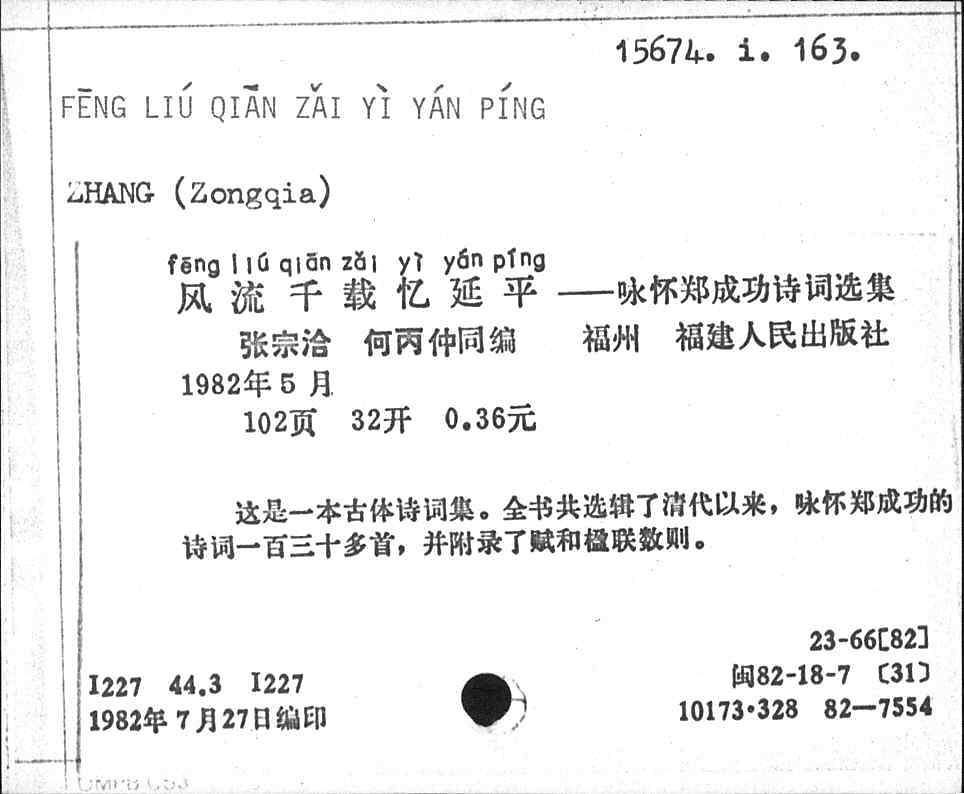 15674. i. 163.
FĒNG LIÚ QIĀN ZǍI YÌ YÁN PÍNG
ZHANG (Zongqia)
fēng liú qiān zǎi yì yán píng
风流千载忆延平——咏怀郑成功诗词选集
张宗洽 何丙仲同编 福州 福建人民出版社
1982年5月
102页 32开 0.36元
这是一本古体诗词集。全书共选辑了清代以来，咏怀郑成功的
诗词一百三十多首，并附录了赋和楹联数则。
23-66[82]
I227 44.3 I227 闽82-18-7 〔31〕
1982年7月27日编印 10173·328 82—7554